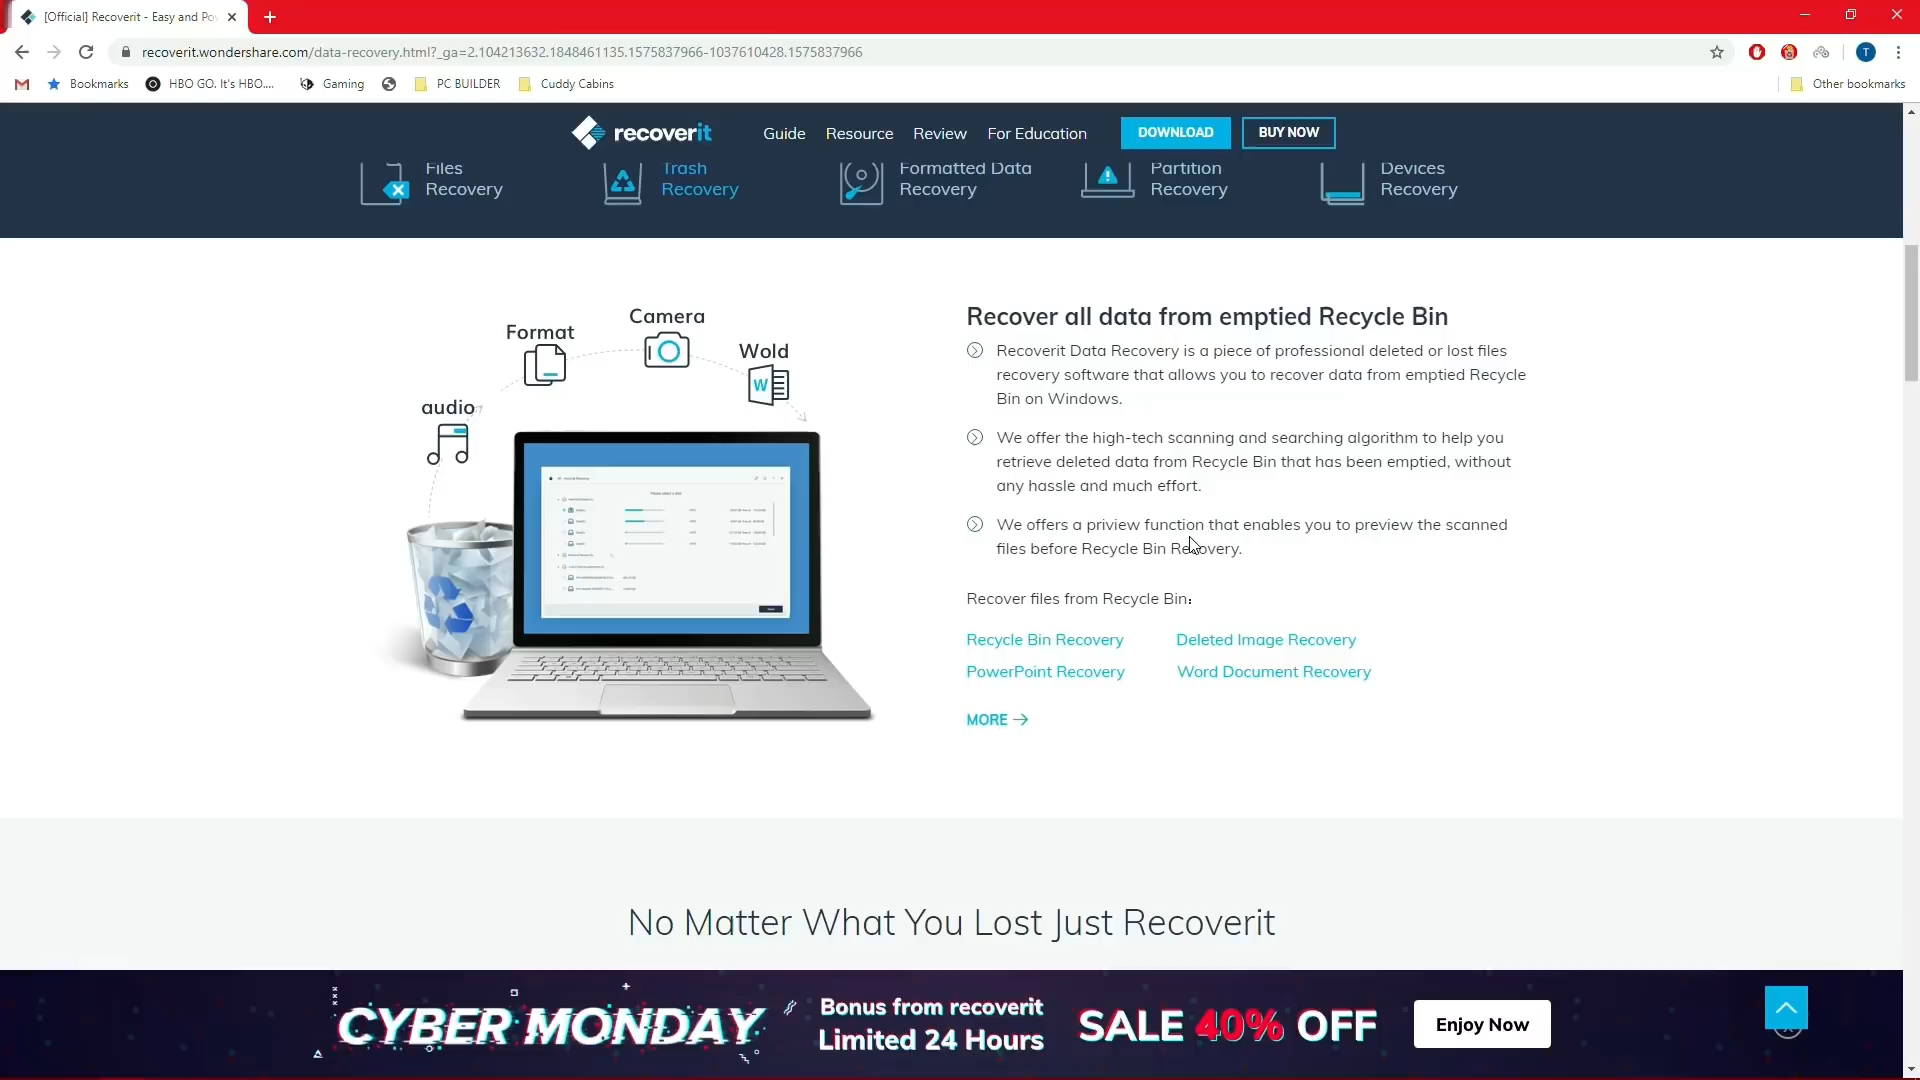 [Official] Recoverit - Easy and Po
recoverit.wondershare.com/data-recovery.html?_ga=2.104213632.1848461135.1575837966-1037610428.1575837966
T
Bookmarks
HBO GO. It's HBO....
Gaming
PC BUILDER
Cuddy Cabins
Other bookmarks
recoverit
Guide
Resource
Review
For Education
DOWNLOAD
BUY NOW
Files
Recovery
Trash
Recovery
Formatted Data
Recovery
Partition
Recovery
Devices
Recovery
Camera
Format
Wold
W
audio
Recover all data from emptied Recycle Bin
Recoverit Data Recovery is a piece of professional deleted or lost files
recovery software that allows you to recover data from emptied Recycle
Bin on Windows.
We offer the high-tech scanning and searching algorithm to help you
retrieve deleted data from Recycle Bin that has been emptied, without
any hassle and much effort.
We offers a priview function that enables you to preview the scanned
files before Recycle Bin Recovery.
Recover files from Recycle Bin:
Recycle Bin Recovery
Deleted Image Recovery
PowerPoint Recovery
Word Document Recovery
MORE
No Matter What You Lost Just Recoverit
CYBER MONDAY
Bonus from recoverit
Limited 24 Hours
SALE 40% OFF
Enjoy Now